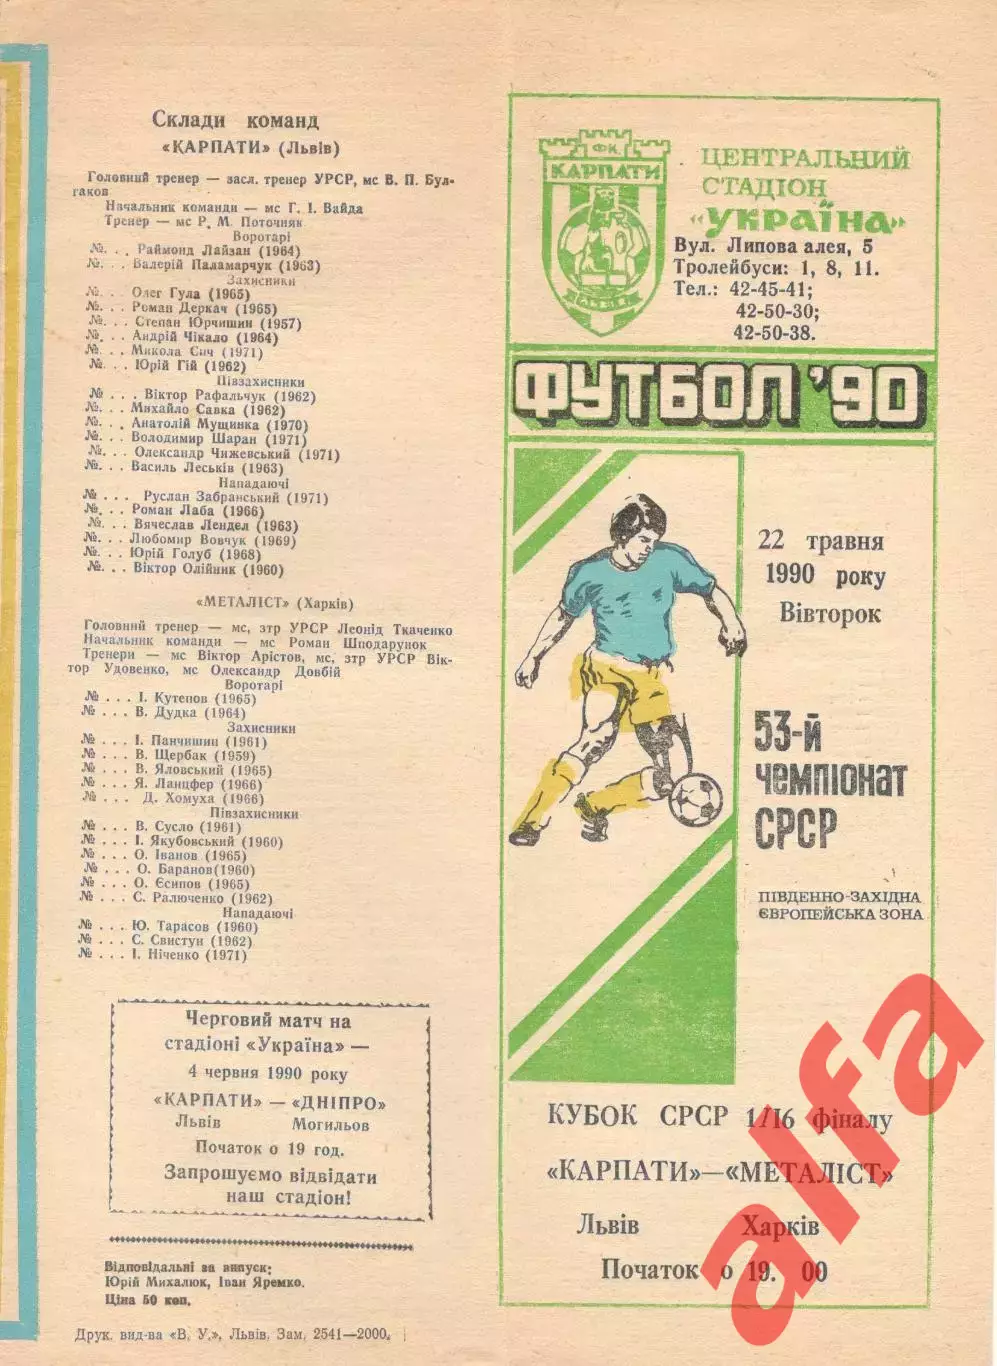 Склади команд
«КАРПАТИ» (Львів)
Головний тренер — засл. тренер УРСР, мс В. П. Бул-
гаков
Начальник команди — мс Г. І. Вайда
Тренер — мс Р. М. Поточняк
Воротарі
№. . . Раймонд Лайзан (1964)
№. . . Валерій Паламарчук (1963)
Захисники
№. . . Олег Гула (1965)
№. . . Роман Деркач (1965)
№. . . Степан Юрчишин (1957)
№. . . Андрій Чікало (1964)
№. . . Микола Сич (1971)
№. . . Юрій Гій (1962)
Півзахисники
№ . . . Віктор Рафальчук (1962)
№. . . Михайло Савка (1962)
№. . . Анатолій Мущинка (1970)
№. . . Володимир Шаран (1971)
№. . . Олександр Чижевський (1971)
№. . . Василь Леськів (1963)
Нападаючі
№ . . . Руслан Забранський (1971)
№. . . Роман Лаба (1966)
№. . . Вячеслав Лендел (1963)
№. . . Любомир Вовчук (1969)
№. . . Юрій Голуб (1968)
№. . . Віктор Олійник (1960)
«МЕТАЛІСТ» (Харків)
Головний тренер — мс, зтр УРСР Леонід Ткаченко
Начальник команди — мс Роман Шподарунок
Тренери — мс Віктор Арістов, мс, зтр УРСР Вік-
тор Удовенко, мс Олександр Довбій
Воротарі
№ . . . І. Кутепов (1965)
№ . . . В. Дудка (1964)
Захисники
№ . . . І. Панчишин (1961)
№ . . . В. Щербак (1959)
№ . . . В. Яловський (1965)
№ . . . Я. Ланцфер (1966)
№ . . . Д. Хомуха (1966)
Півзахисники
№ . . . В. Сусло (1961)
№ . . . І. Якубовський (1960)
№ . . . О. Іванов (1965)
№ . . . О. Баранов(1960)
№ . . . О. Єсипов (1965)
№ . . . С. Ралюченко (1962)
Нападаючі
№ . . . Ю. Тарасов (1960)
№ . . . С. Свистун (1962)
№ . . . І. Ніченко (1971)
Черговий матч на
стадіоні «Україна» —
4 червня 1990 року
«КАРПАТИ» — «ДНІПРО»
Львів Могильов
Початок о 19 год.
Запрошуємо відвідати
наш стадіон!
Відповідальні за випуск:
Юрій Михалюк, Іван Яремко.
Ціна 50 коп.
Друк. вид-ва «В. У.», Львів, Зам. 2541—2000.
ФК
КАРПАТИ
ЛЬВІВ
ЦЕНТРАЛЬНИЙ
СТАДІОН
«УКРАЇНА»
Вул. Липова алея, 5
Тролейбуси: 1, 8, 11.
Тел.: 42-45-41;
42-50-30;
42-50-38.
ФУТБОЛ '90
22 травня
1990 року
Вівторок
53-й
чемпіонат
СРСР
ПІВДЕННО-ЗАХІДНА
ЄВРОПЕЙСЬКА ЗОНА
КУБОК СРСР 1/16 фіналу
«КАРПАТИ»—«МЕТАЛІСТ»
Львів Харків
Початок о 19. 00
alfa